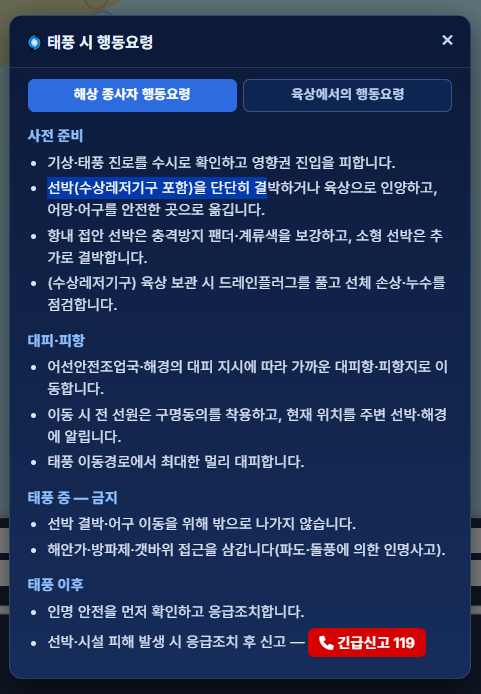 태풍 시 행동요령
해상 종사자 행동요령
육상에서의 행동요령
사전 준비
• 기상·태풍 진로를 수시로 확인하고 영향권 진입을 피합니다.
• 선박(수상레저기구 포함)을 단단히 결박하거나 육상으로 인양하고,
어망·어구를 안전한 곳으로 옮깁니다.
• 항내 접안 선박은 충격방지 팬더·계류색을 보강하고, 소형 선박은 추
가로 결박합니다.
• (수상레저기구) 육상 보관 시 드레인플러그를 풀고 선체 손상·누수를
점검합니다.
대피·피항
• 어선안전조업국·해경의 대피 지시에 따라 가까운 대피항·피항지로 이
동합니다.
• 이동 시 전 선원은 구명동의를 착용하고, 현재 위치를 주변 선박·해경
에 알립니다.
• 태풍 이동경로에서 최대한 멀리 대피합니다.
태풍 중 — 금지
• 선박 결박·어구 이동을 위해 밖으로 나가지 않습니다.
• 해안가·방파제·갯바위 접근을 삼갑니다(파도·돌풍에 의한 인명사고).
태풍 이후
• 인명 안전을 먼저 확인하고 응급조치합니다.
• 선박·시설 피해 발생 시 응급조치 후 신고 — 긴급신고 119